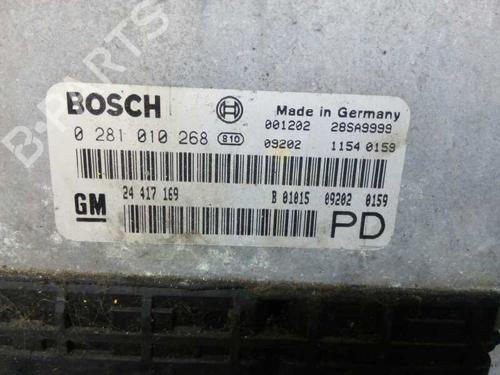 BOSCH
Made in Germany
0 281 010 268 810
001202 28SA9999
09202 1154 0159
GM
24 417 169
B 01015 09202 0159
PD